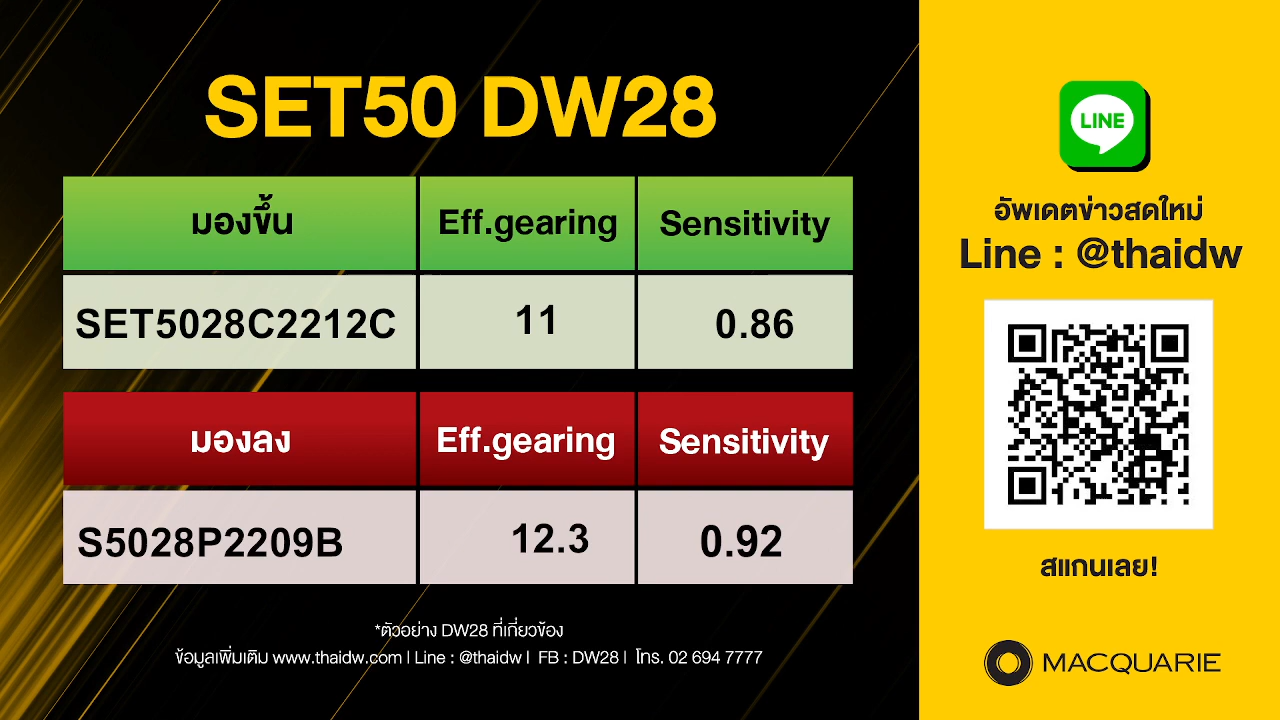 SET50 DW28
มองขึ้น Eff.gearing Sensitivity
SET5028C2212C 11 0.86
มองลง Eff.gearing Sensitivity
S5028P2209B 12.3 0.92
*ตัวอย่าง DW28 ที่เกี่ยวข้อง
ข้อมูลเพิ่มเติม www.thaidw.com | Line : @thaidw | FB : DW28 | โทร. 02 694 7777
LINE
อัพเดตข่าวสดใหม่
Line : @thaidw
สแกนเลย!
MACQUARIE